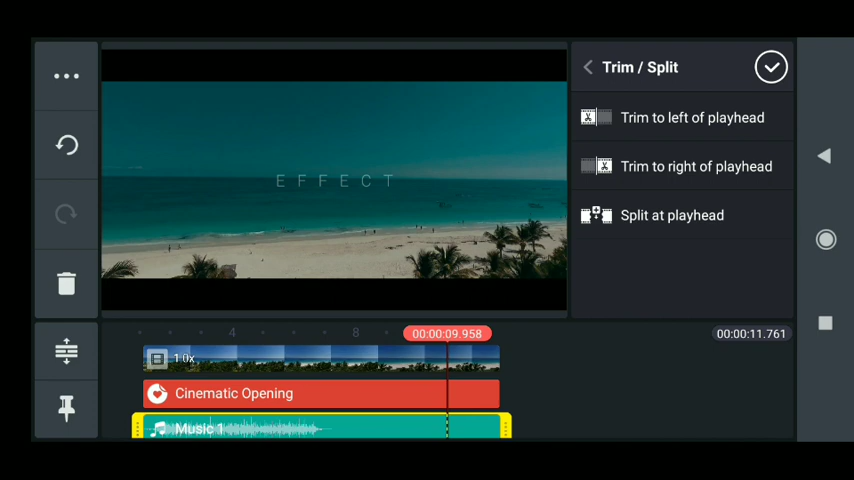 Trim / Split
Trim to left of playhead
Trim to right of playhead
Split at playhead
E F F E C T
4
8
00:00:09.958
00:00:11.761
1.0x
Cinematic Opening
Music 1